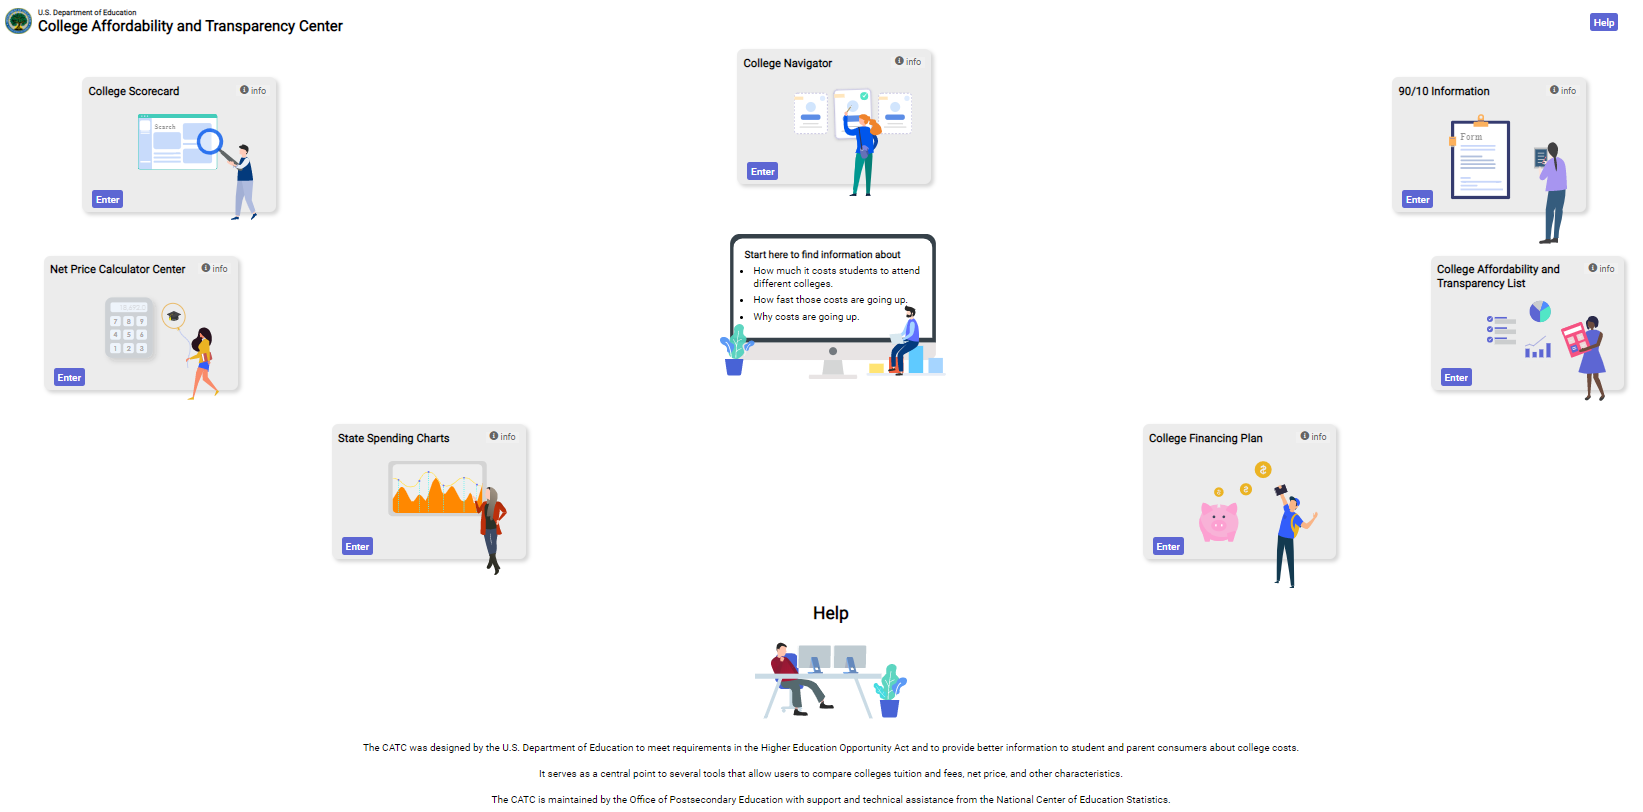 U.S. Department of Education
College Affordability and Transparency Center
Help
College Navigator
info
Enter
College Scorecard
info
Search
Enter
90/10 Information
info
Form
Enter
Start here to find information about
• How much it costs students to attend
different colleges.
• How fast those costs are going up.
• Why costs are going up.
Net Price Calculator Center
info
7 8 9
4 5 6
1 2 3
Enter
College Affordability and
Transparency List
info
Enter
State Spending Charts
info
Enter
College Financing Plan
info
Enter
Help
The CATC was designed by the U.S. Department of Education to meet requirements in the Higher Education Opportunity Act and to provide better information to student and parent consumers about college costs.
It serves as a central point to several tools that allow users to compare colleges tuition and fees, net price, and other characteristics.
The CATC is maintained by the Office of Postsecondary Education with support and technical assistance from the National Center of Education Statistics.